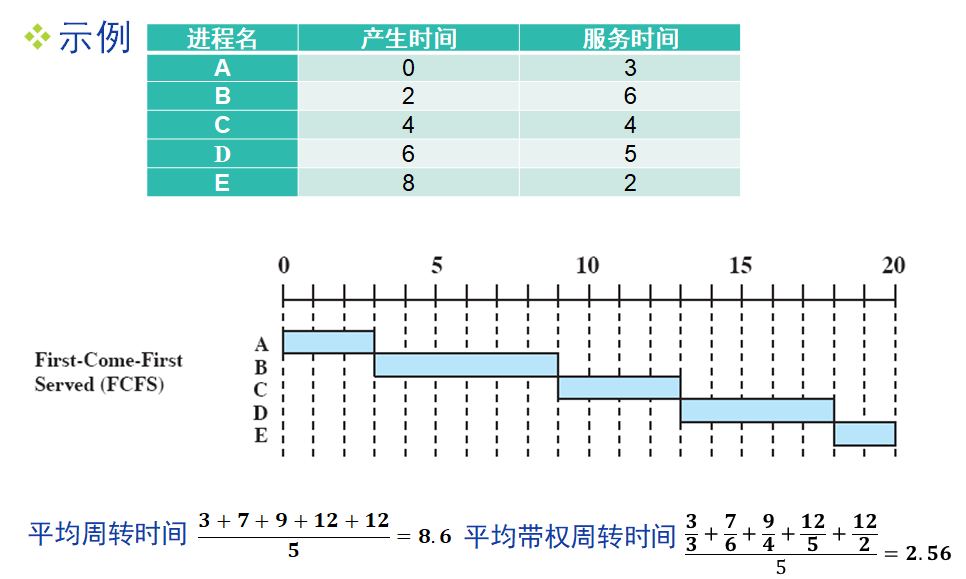 示例
进程名 产生时间 服务时间
A 0 3
B 2 6
C 4 4
D 6 5
E 8 2
0 5 10 15 20
First-Come-First
Served (FCFS)
A
B
C
D
E
平均周转时间 (3 + 7 + 9 + 12 + 12)/5 = 8.6
平均带权周转时间 (3/3 + 7/6 + 9/4 + 12/5 + 12/2)/5 = 2.56